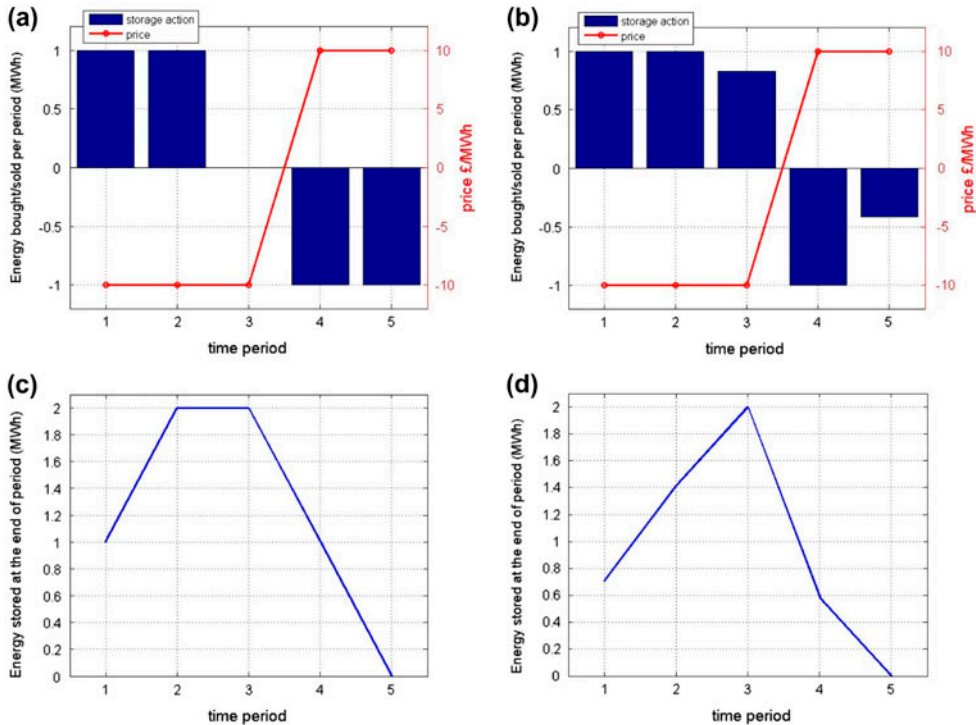 (a)
storage action
price
Energy bought/sold per period (MWh)
1
0.5
0
-0.5
-1
10
5
0
-5
-10
price £/MWh
1 2 3 4 5
time period
(b)
storage action
price
Energy bought/sold per period (MWh)
1
0.5
0
-0.5
-1
10
5
0
-5
-10
price £/MWh
1 2 3 4 5
time period
(c)
Energy stored at the end of period (MWh)
2
1.8
1.6
1.4
1.2
1
0.8
0.6
0.4
0.2
0
1 2 3 4 5
time period
(d)
Energy stored at the end of period (MWh)
2
1.8
1.6
1.4
1.2
1
0.8
0.6
0.4
0.2
0
1 2 3 4 5
time period